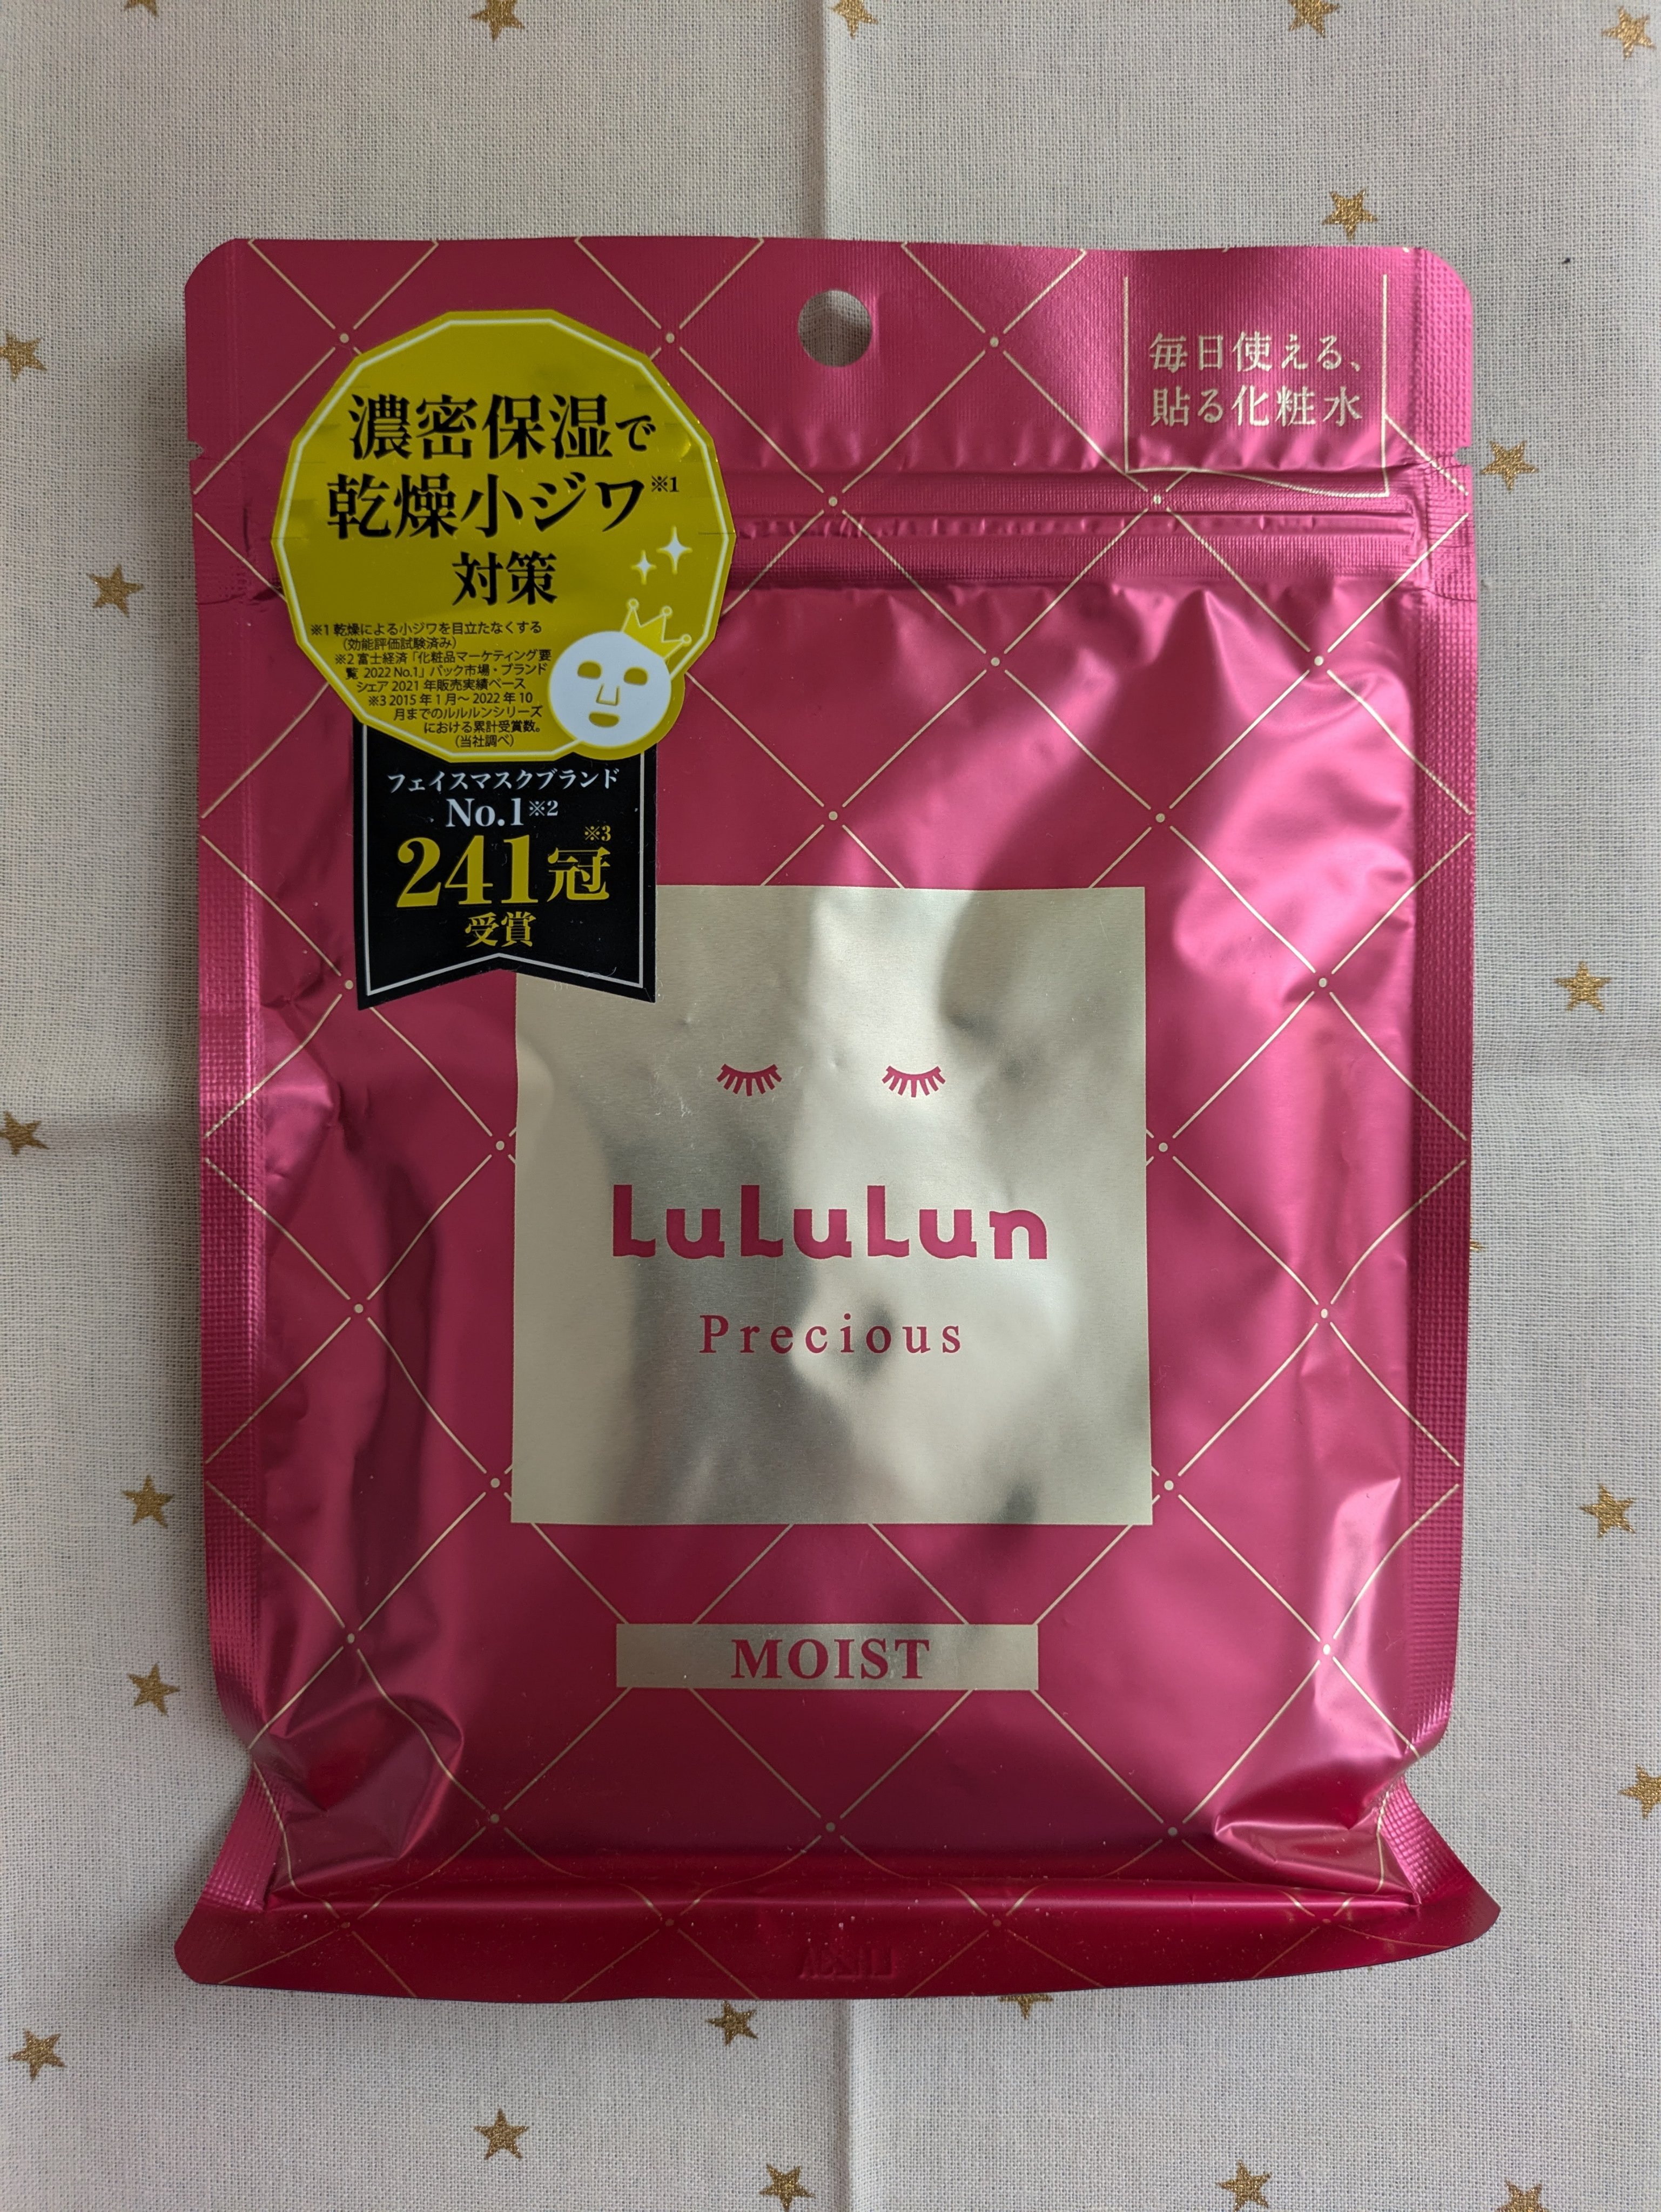 濃密保湿で
乾燥小ジワ※1
対策
※1 乾燥による小ジワを目立たなくする
（効能評価試験済み）
※2 富士経済「化粧品マーケティング要
覧 2022 No.1」パック市場・ブランド
シェア 2021 年販売実績ベース
※3 2015 年 1 月〜 2022 年 10
月までのルルルンシリーズ
における累計受賞数。
（当社調べ）
フェイスマスクブランド
No.1※2
241冠※3
受賞
毎日使える、
貼る化粧水
LuLuLun
Precious
MOIST